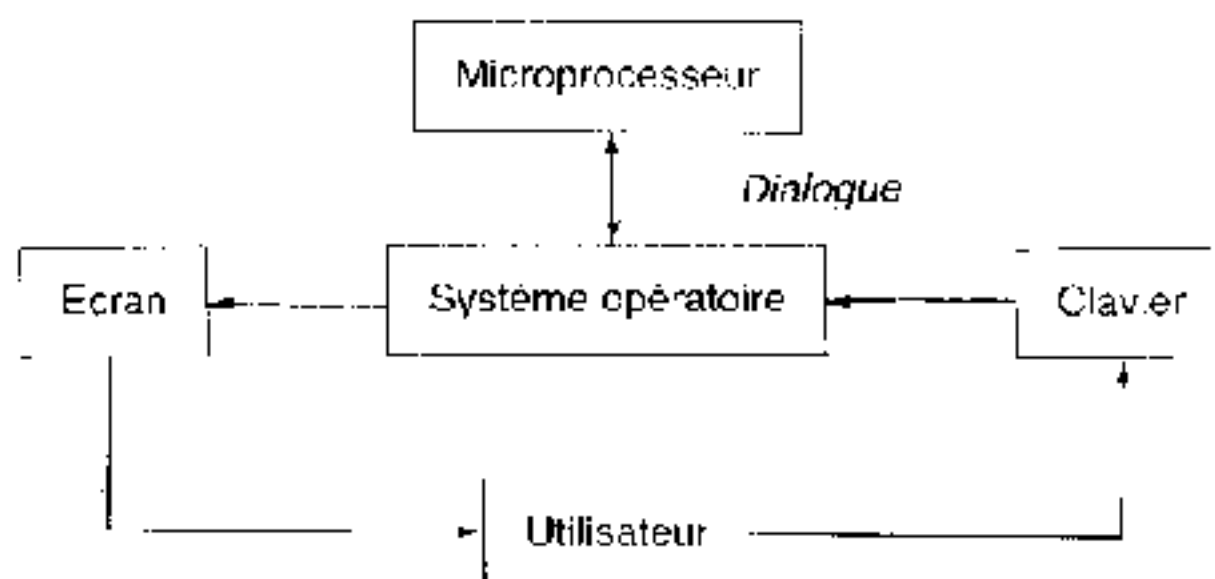 Microprocesseur
Dialogue
Ecran
Système opératoire
Clavier
Utilisateur